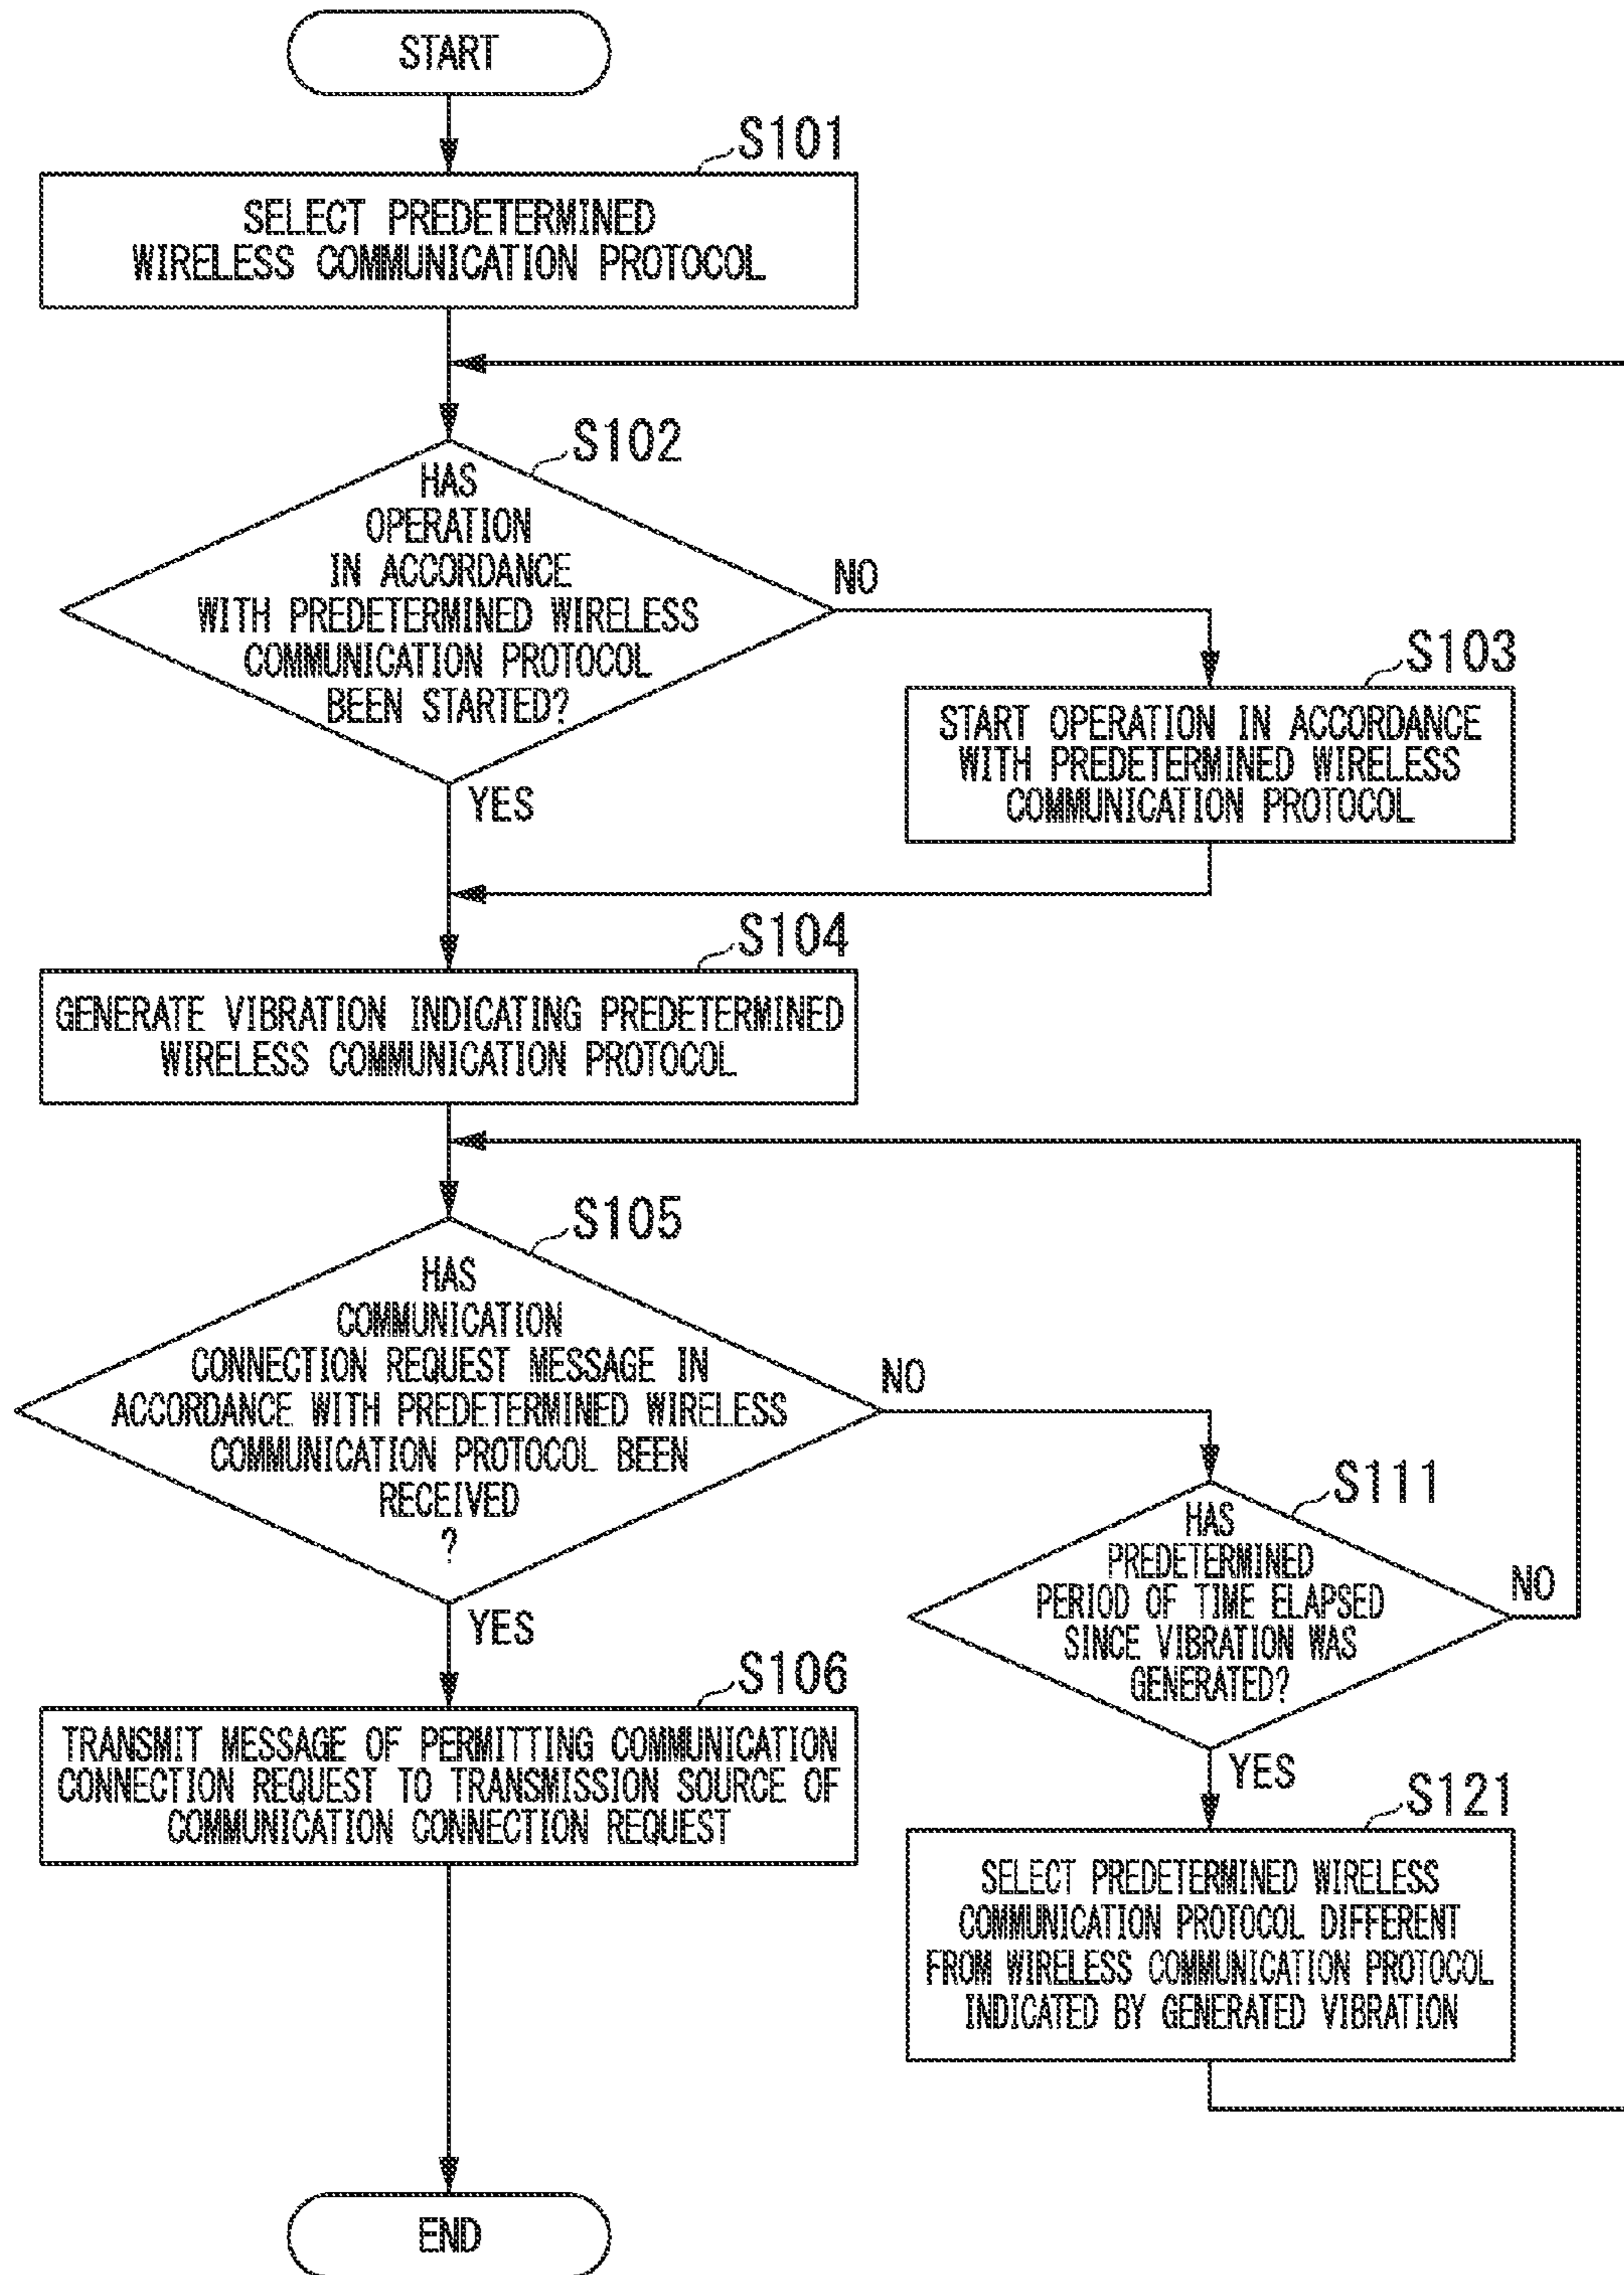 START
S101
SELECT PREDETERMINED
WIRELESS COMMUNICATION PROTOCOL
S102
HAS
OPERATION
IN ACCORDANCE
WITH PREDETERMINED WIRELESS
COMMUNICATION PROTOCOL
BEEN STARTED?
NO
YES
S103
START OPERATION IN ACCORDANCE
WITH PREDETERMINED WIRELESS
COMMUNICATION PROTOCOL
S104
GENERATE VIBRATION INDICATING PREDETERMINED
WIRELESS COMMUNICATION PROTOCOL
S105
HAS
COMMUNICATION
CONNECTION REQUEST MESSAGE IN
ACCORDANCE WITH PREDETERMINED WIRELESS
COMMUNICATION PROTOCOL BEEN
RECEIVED
?
NO
YES
S111
HAS
PREDETERMINED
PERIOD OF TIME ELAPSED
SINCE VIBRATION WAS
GENERATED?
NO
YES
S106
TRANSMIT MESSAGE OF PERMITTING COMMUNICATION
CONNECTION REQUEST TO TRANSMISSION SOURCE OF
COMMUNICATION CONNECTION REQUEST
S121
SELECT PREDETERMINED WIRELESS
COMMUNICATION PROTOCOL DIFFERENT
FROM WIRELESS COMMUNICATION PROTOCOL
INDICATED BY GENERATED VIBRATION
END